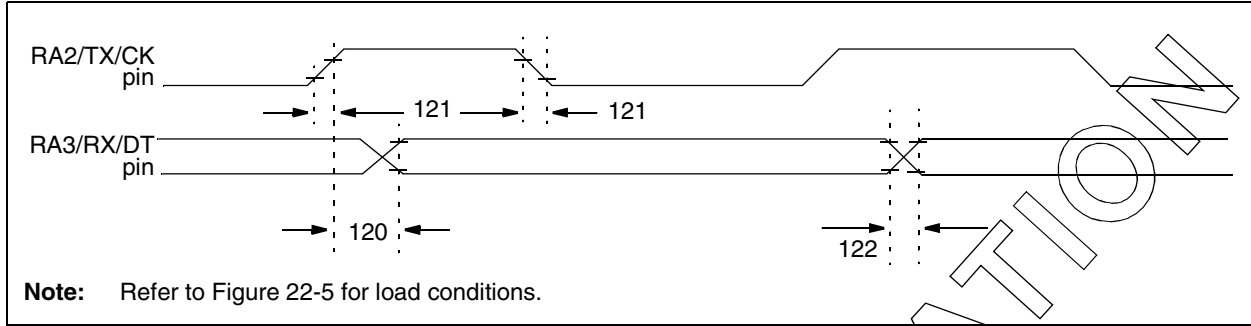 RA2/TX/CK
pin
121
121
RA3/RX/DT
pin
120
122
Note: Refer to Figure 22-5 for load conditions.
ATION